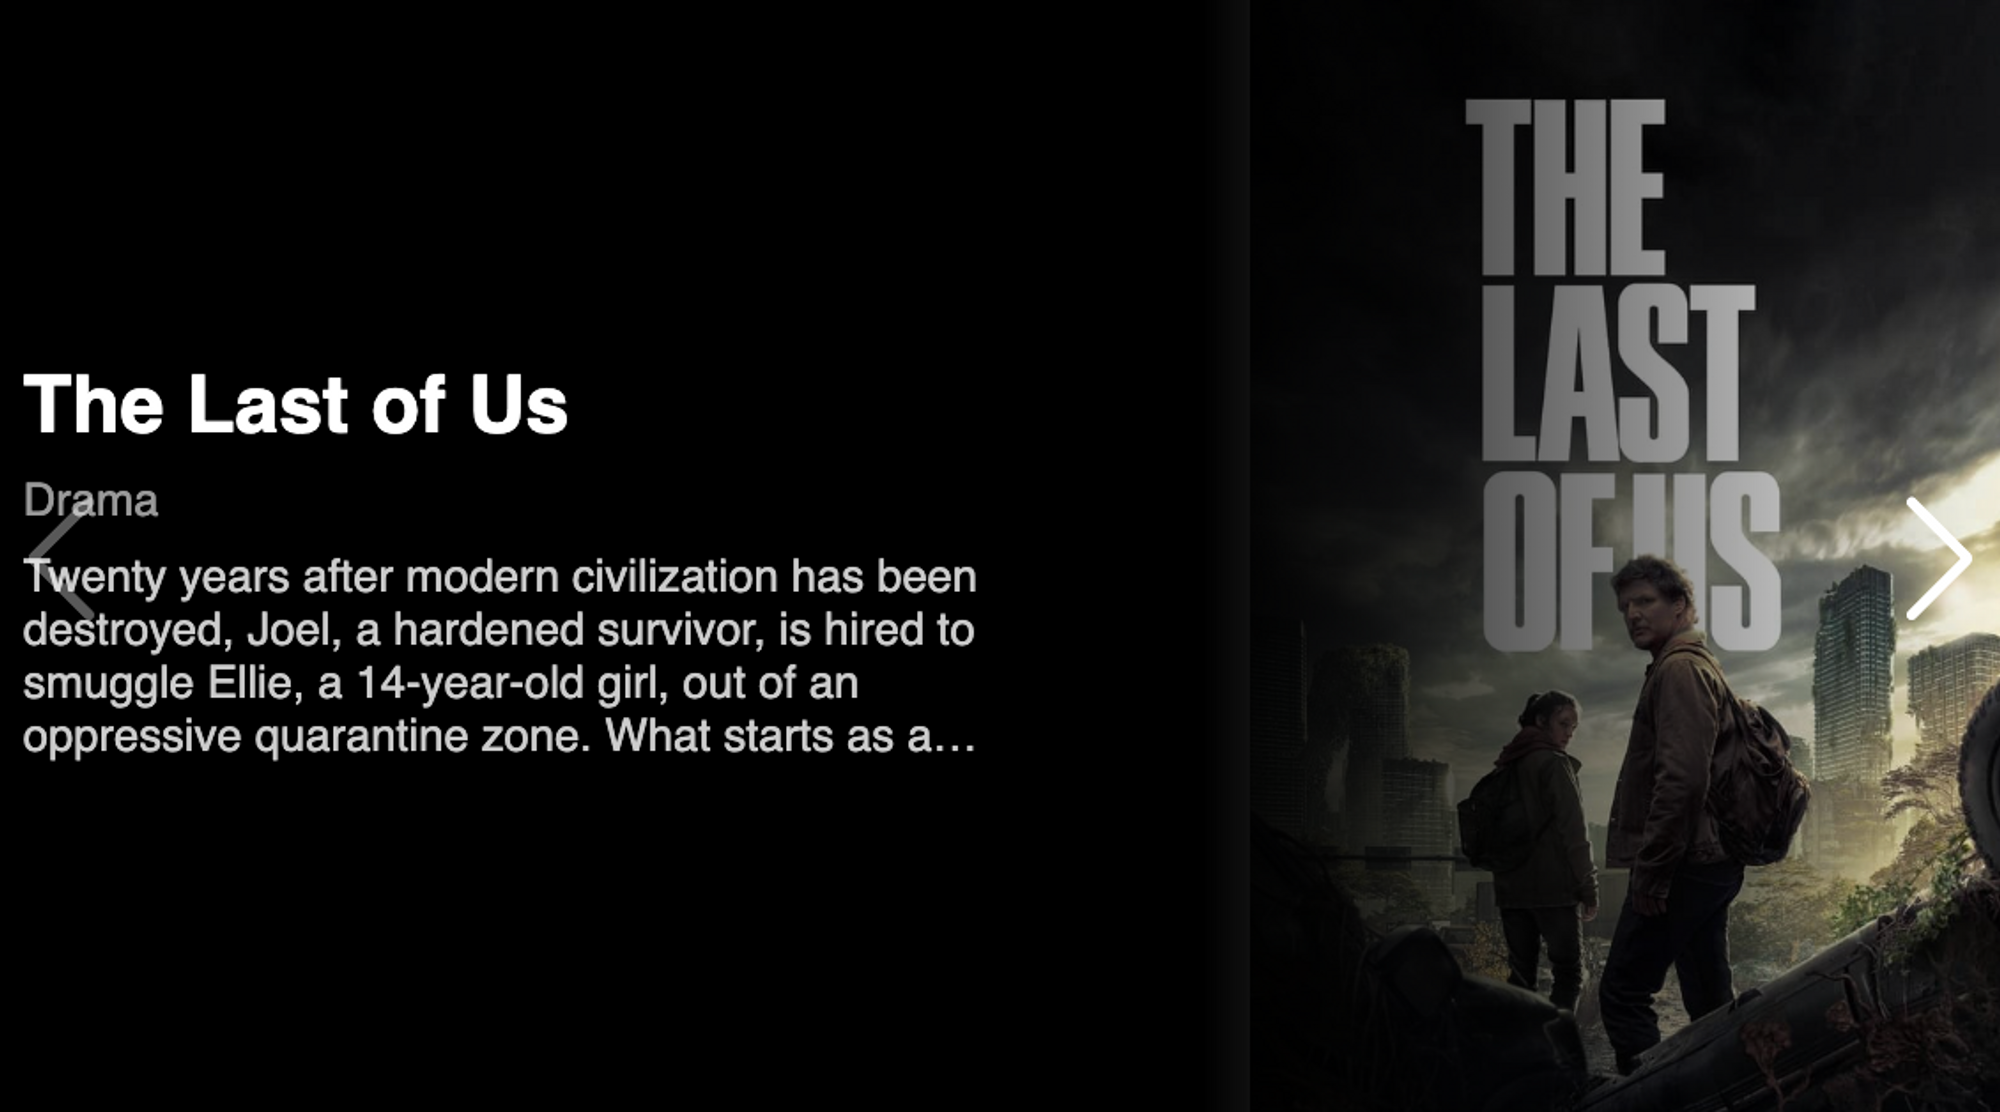 The Last of Us
Drama
Twenty years after modern civilization has been
destroyed, Joel, a hardened survivor, is hired to
smuggle Ellie, a 14-year-old girl, out of an
oppressive quarantine zone. What starts as a…
THE
LAST
OF US